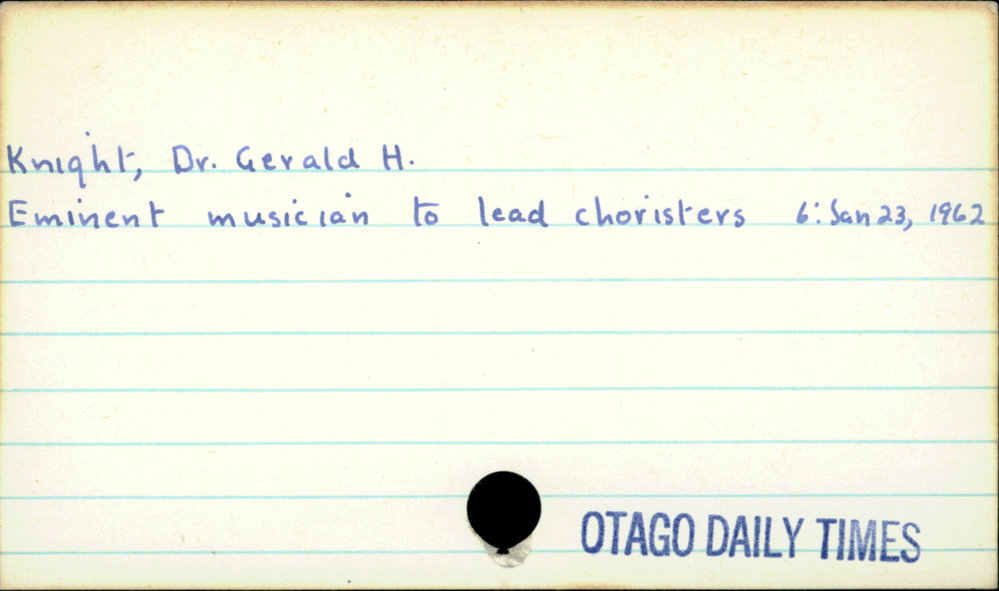 Knight, Dr. Gerald H.
Eminent musician to lead choristers 6: Jan 23, 1962
OTAGO DAILY TIMES